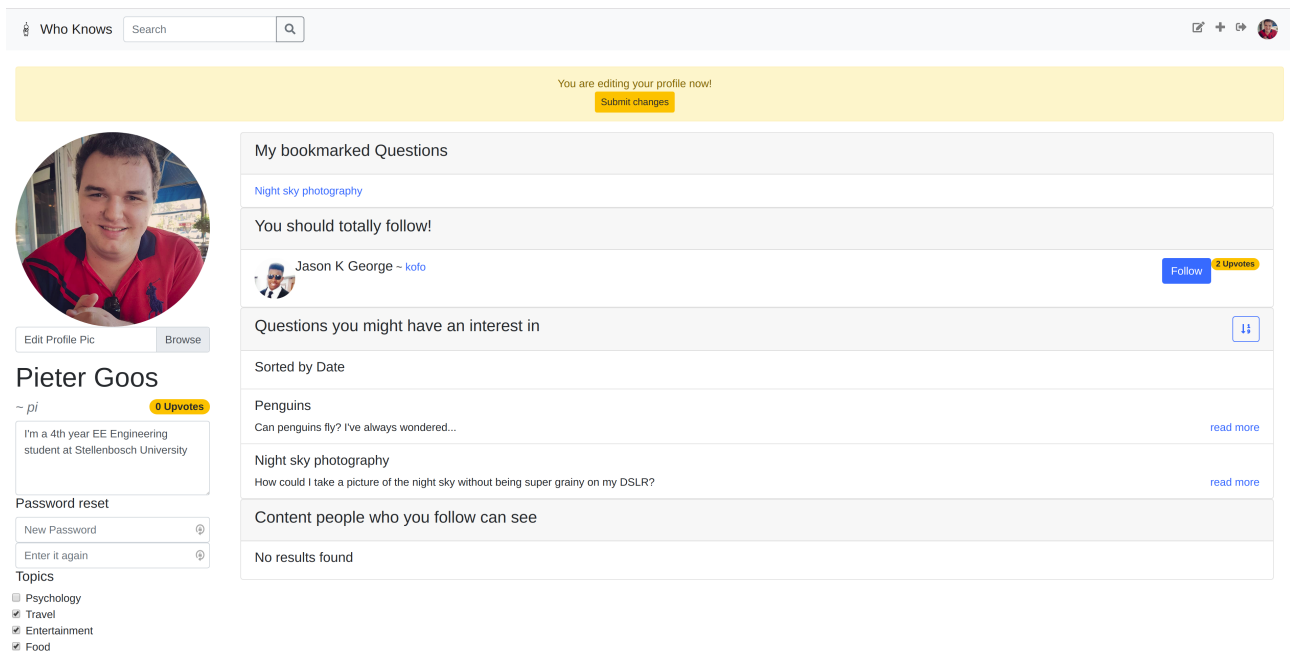 Who Knows Search
You are editing your profile now!
Submit changes
Edit Profile Pic Browse
Pieter Goos
~ pi 0 Upvotes
I'm a 4th year EE Engineering
student at Stellenbosch University
Password reset
New Password
Enter it again
Topics
Psychology
Travel
Entertainment
Food
My bookmarked Questions
Night sky photography
You should totally follow!
Jason K George ~ kofo Follow 2 Upvotes
Questions you might have an interest in
Sorted by Date
Penguins
Can penguins fly? I've always wondered... read more
Night sky photography
How could I take a picture of the night sky without being super grainy on my DSLR? read more
Content people who you follow can see
No results found